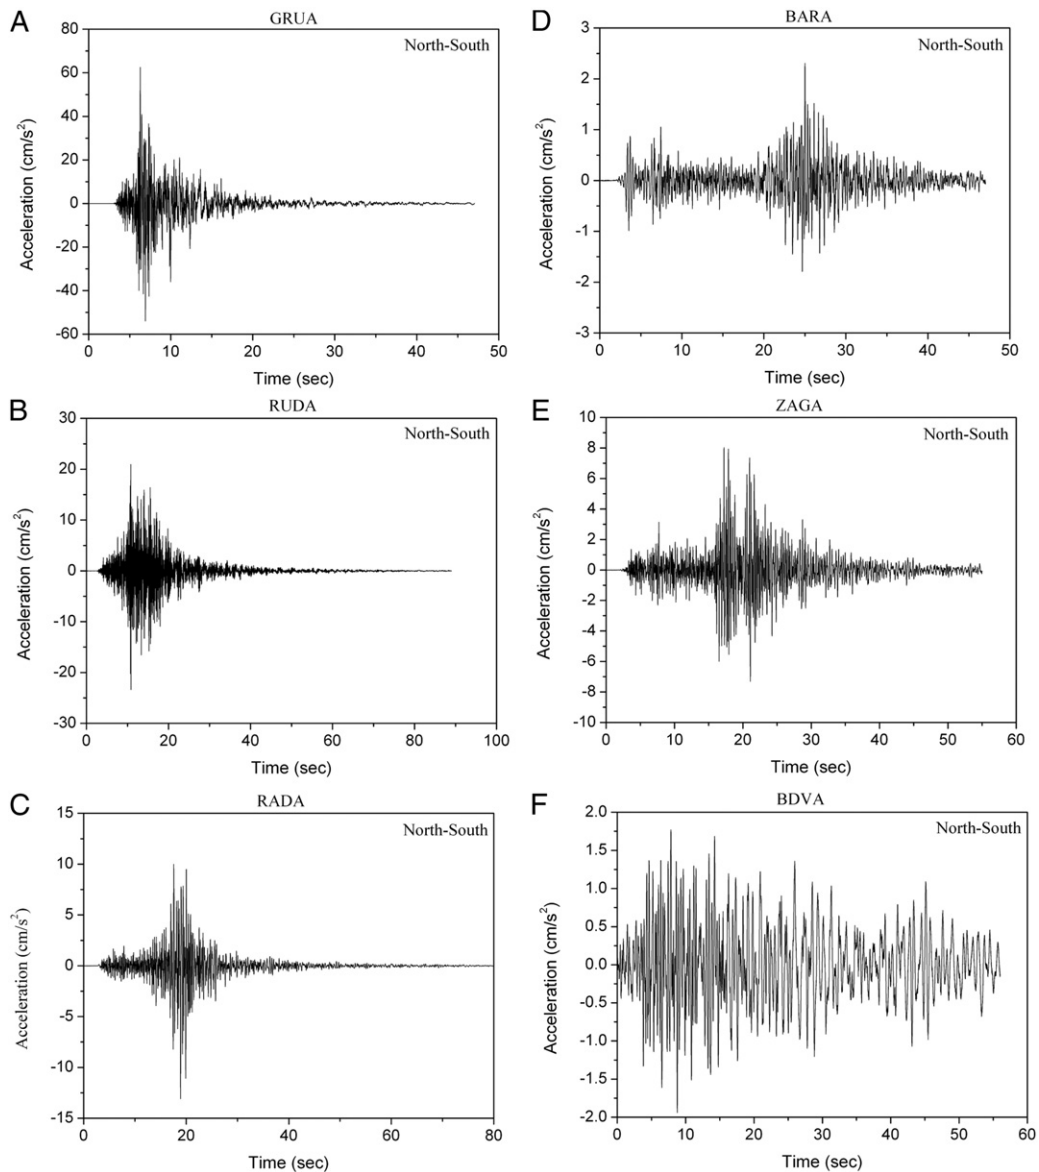 A
GRUA
North-South
Acceleration (cm/s²)
80
60
40
20
0
-20
-40
-60
0 10 20 30 40 50
Time (sec)
B
RUDA
North-South
Acceleration (cm/s²)
30
20
10
0
-10
-20
-30
0 20 40 60 80 100
Time (sec)
C
RADA
North-South
Acceleration (cm/s²)
15
10
5
0
-5
-10
-15
0 20 40 60 80
Time (sec)
D
BARA
North-South
Acceleration (cm/s²)
3
2
1
0
-1
-2
-3
0 10 20 30 40 50
Time (sec)
E
ZAGA
North-South
Acceleration (cm/s²)
10
8
6
4
2
0
-2
-4
-6
-8
-10
0 10 20 30 40 50 60
Time (sec)
F
BDVA
North-South
Acceleration (cm/s²)
2.0
1.5
1.0
0.5
0.0
-0.5
-1.0
-1.5
-2.0
0 10 20 30 40 50 60
Time (sec)